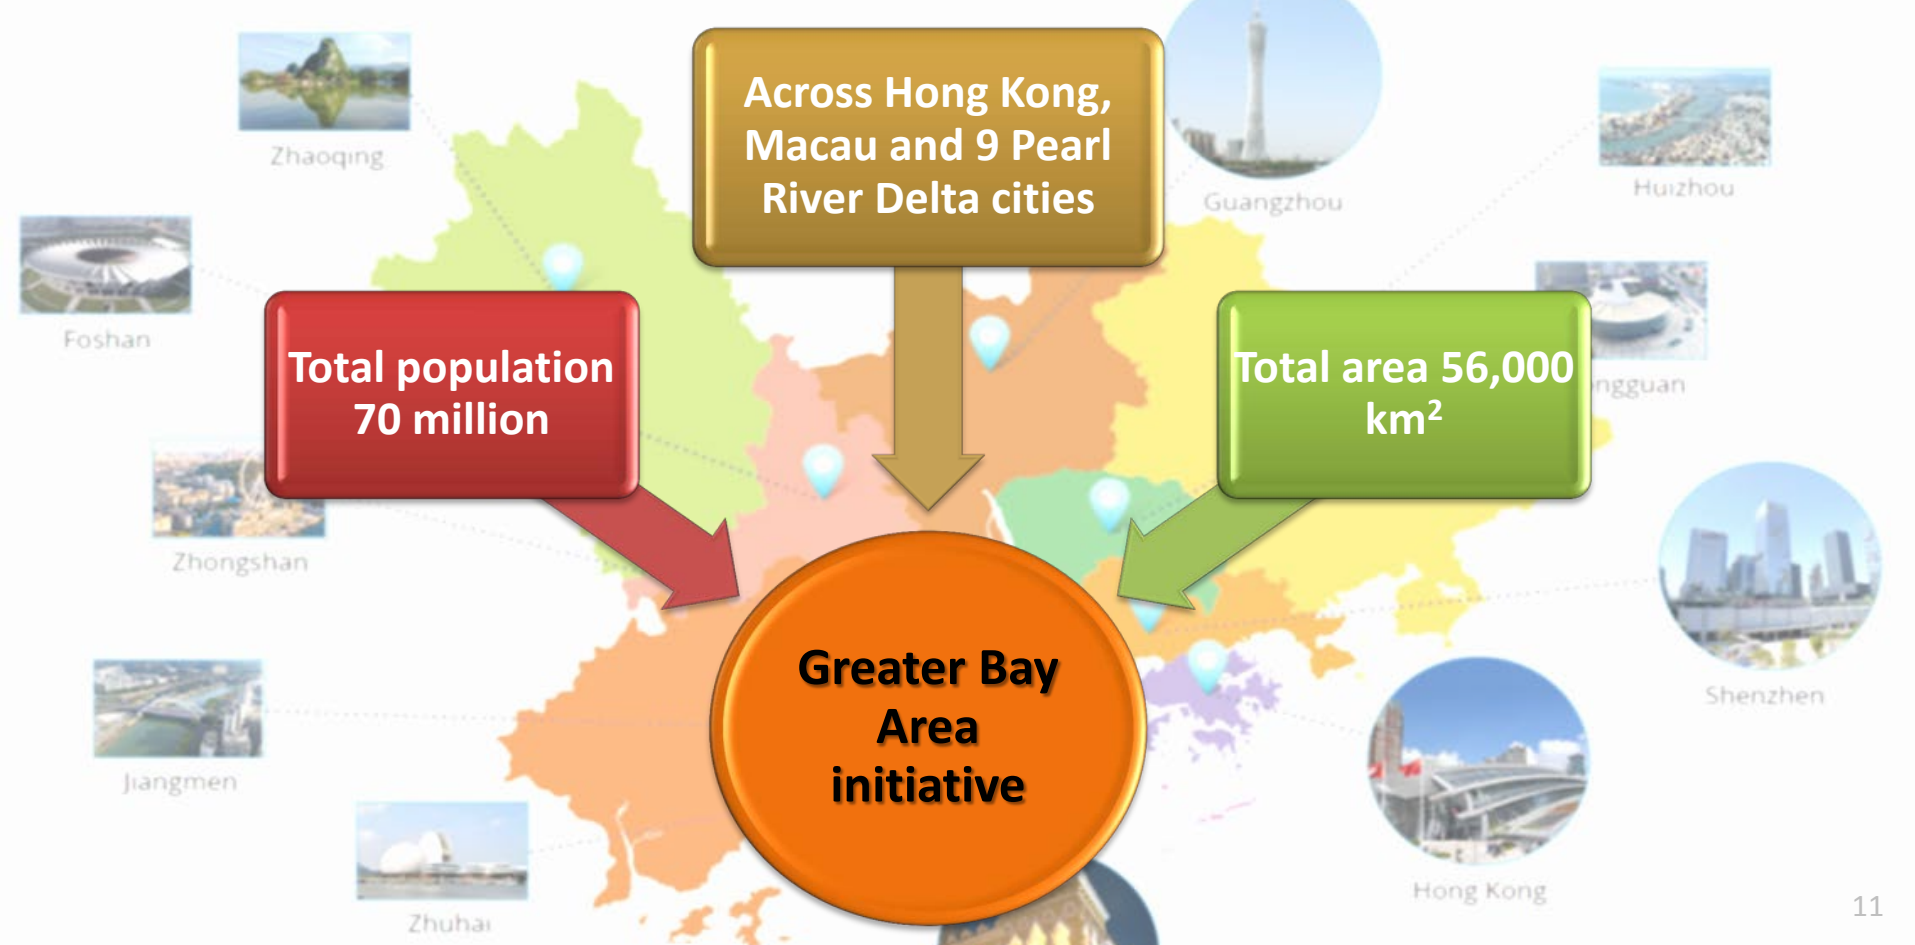 Across Hong Kong,
Macau and 9 Pearl
River Delta cities
Zhaoqing
Guangzhou
Huizhou
Foshan
Total population
70 million
Total area 56,000
km²
ngguan
Zhongshan
Greater Bay
Area
initiative
Shenzhen
Jiangmen
Hong Kong
Zhuhai
11